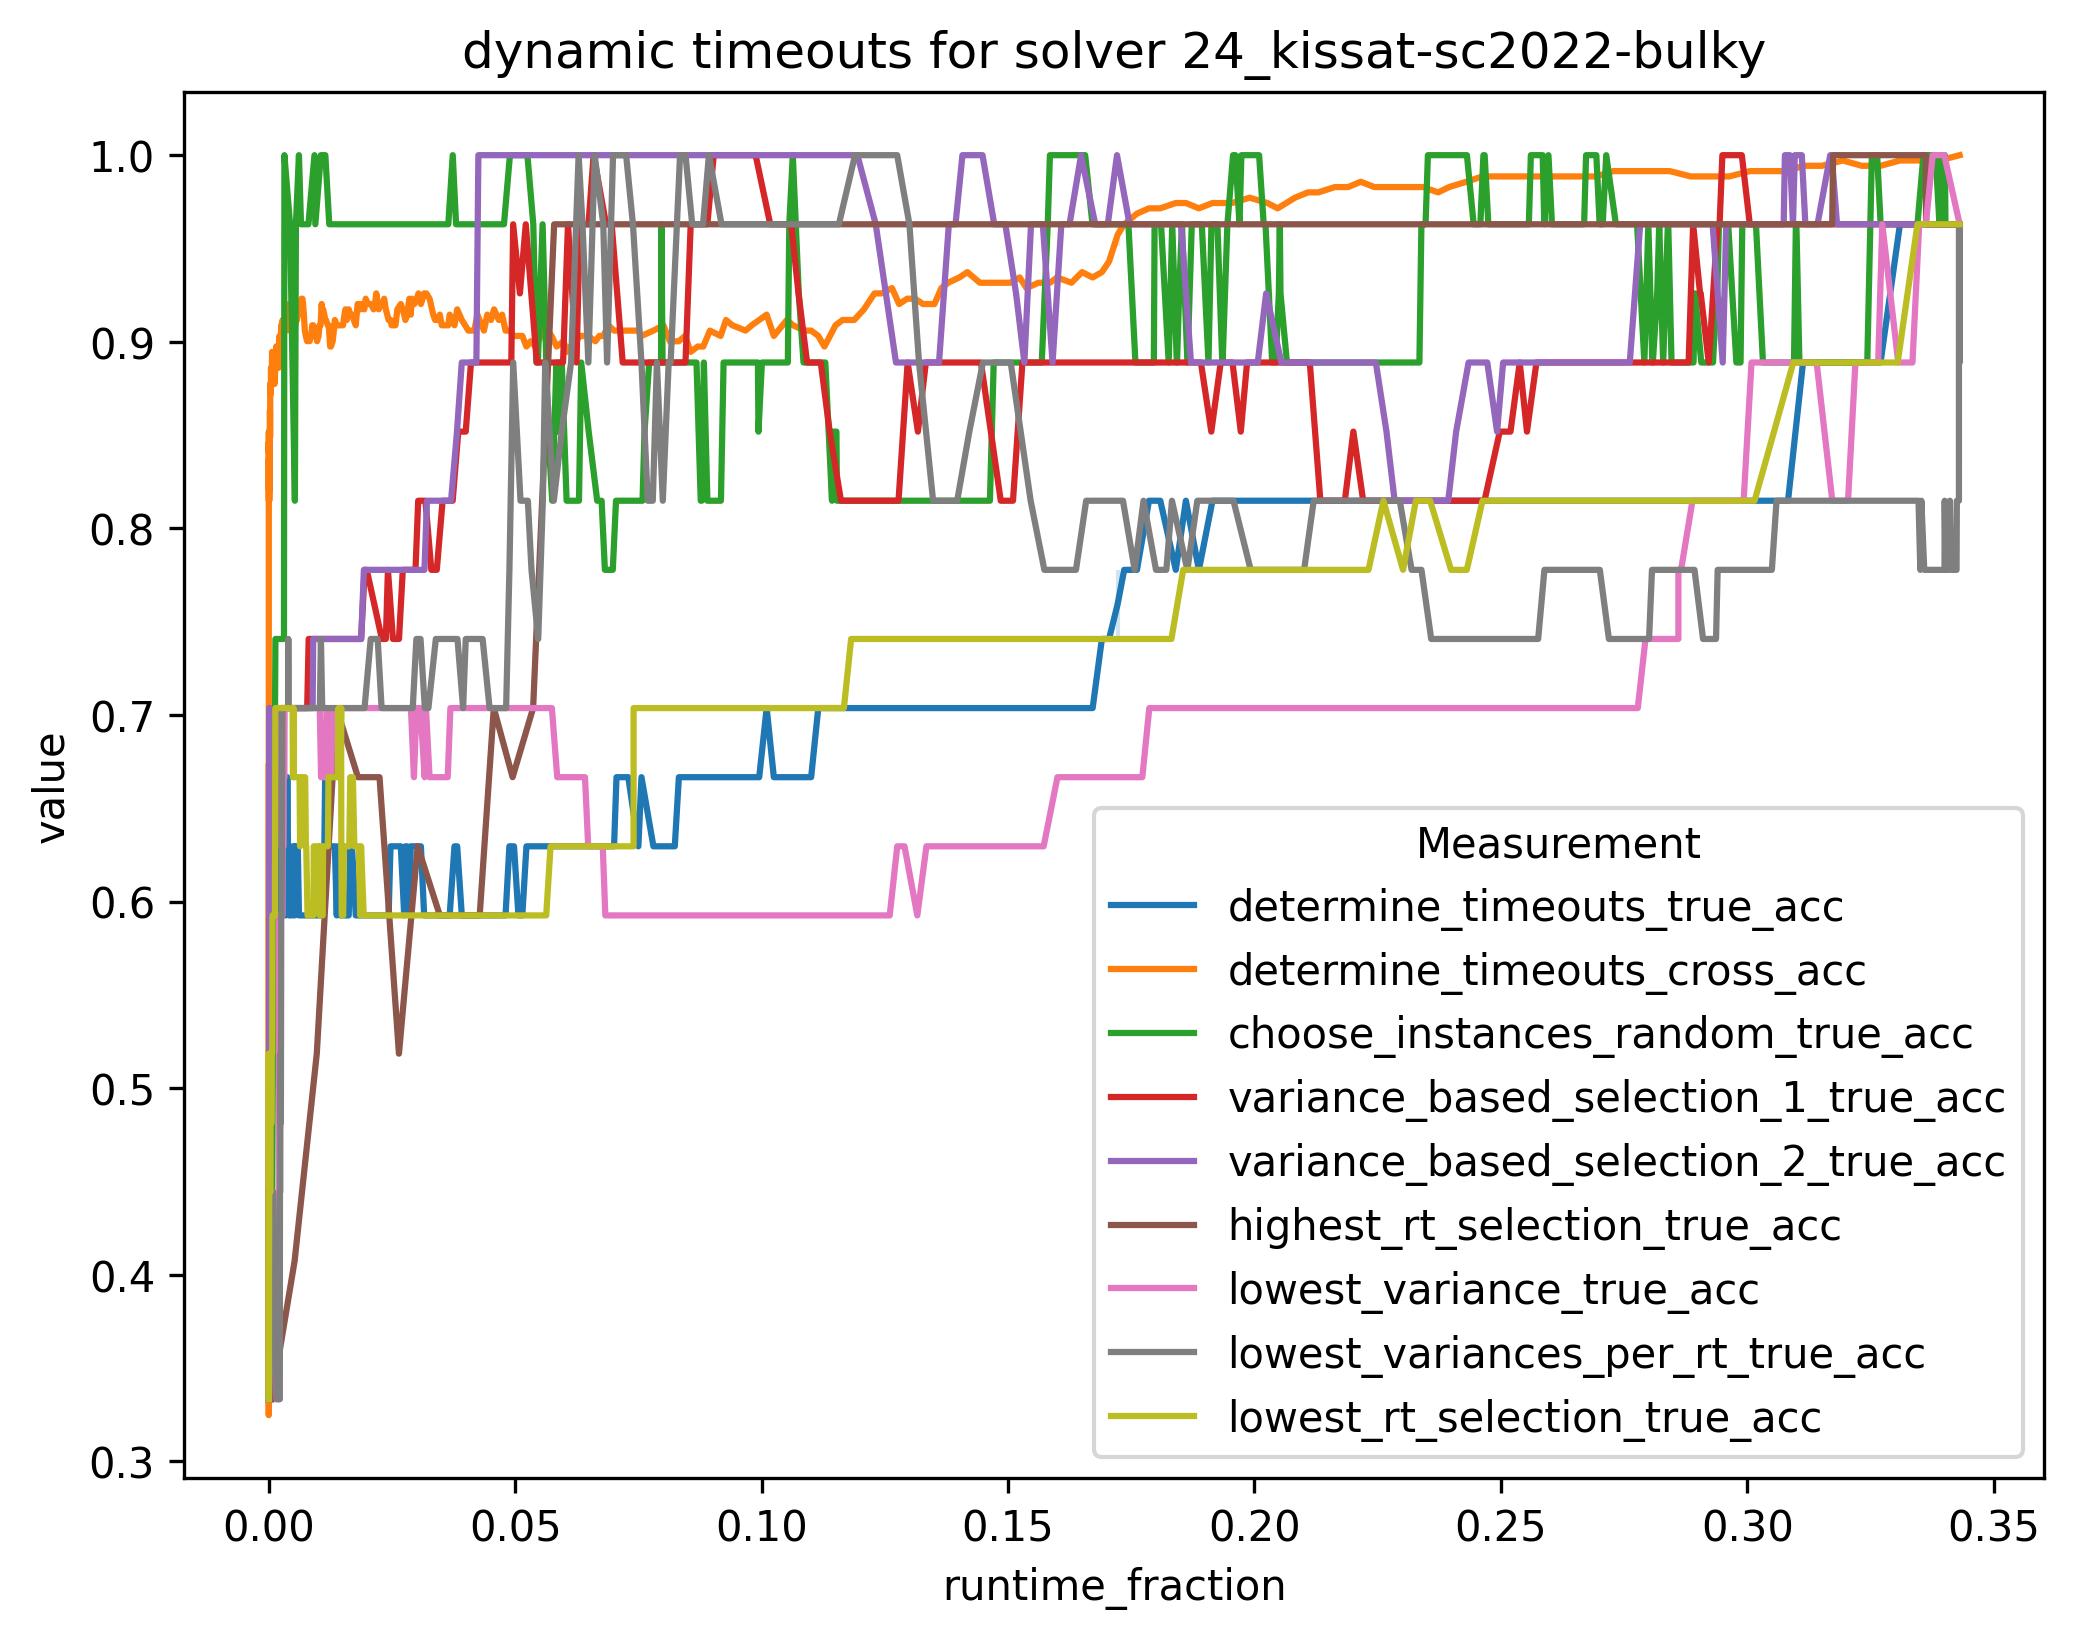 dynamic timeouts for solver 24_kissat-sc2022-bulky
value
1.0
0.9
0.8
0.7
0.6
0.5
0.4
0.3
0.00 0.05 0.10 0.15 0.20 0.25 0.30 0.35
runtime_fraction
Measurement
determine_timeouts_true_acc
determine_timeouts_cross_acc
choose_instances_random_true_acc
variance_based_selection_1_true_acc
variance_based_selection_2_true_acc
highest_rt_selection_true_acc
lowest_variance_true_acc
lowest_variances_per_rt_true_acc
lowest_rt_selection_true_acc